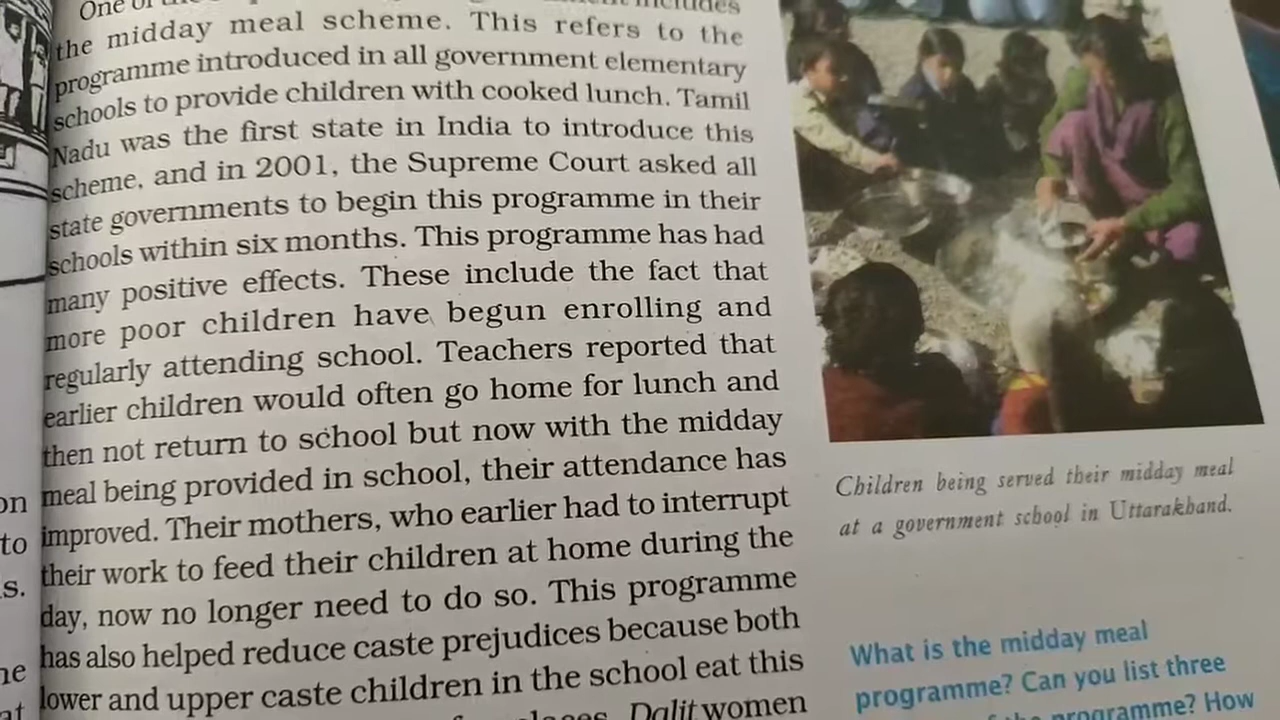 One of
the midday meal scheme. This refers to the
programme introduced in all government elementary
schools to provide children with cooked lunch. Tamil
Nadu was the first state in India to introduce this
scheme, and in 2001, the Supreme Court asked all
state governments to begin this programme in their
schools within six months. This programme has had
many positive effects. These include the fact that
more poor children have begun enrolling and
regularly attending school. Teachers reported that
earlier children would often go home for lunch and
then not return to school but now with the midday
meal being provided in school, their attendance has
improved. Their mothers, who earlier had to interrupt
their work to feed their children at home during the
day, now no longer need to do so. This programme
has also helped reduce caste prejudices because both
lower and upper caste children in the school eat this
Dalit women
on
to
s.
Children being served their midday meal
at a government school in Uttarakhand.
What is the midday meal
programme? Can you list three
programme? How